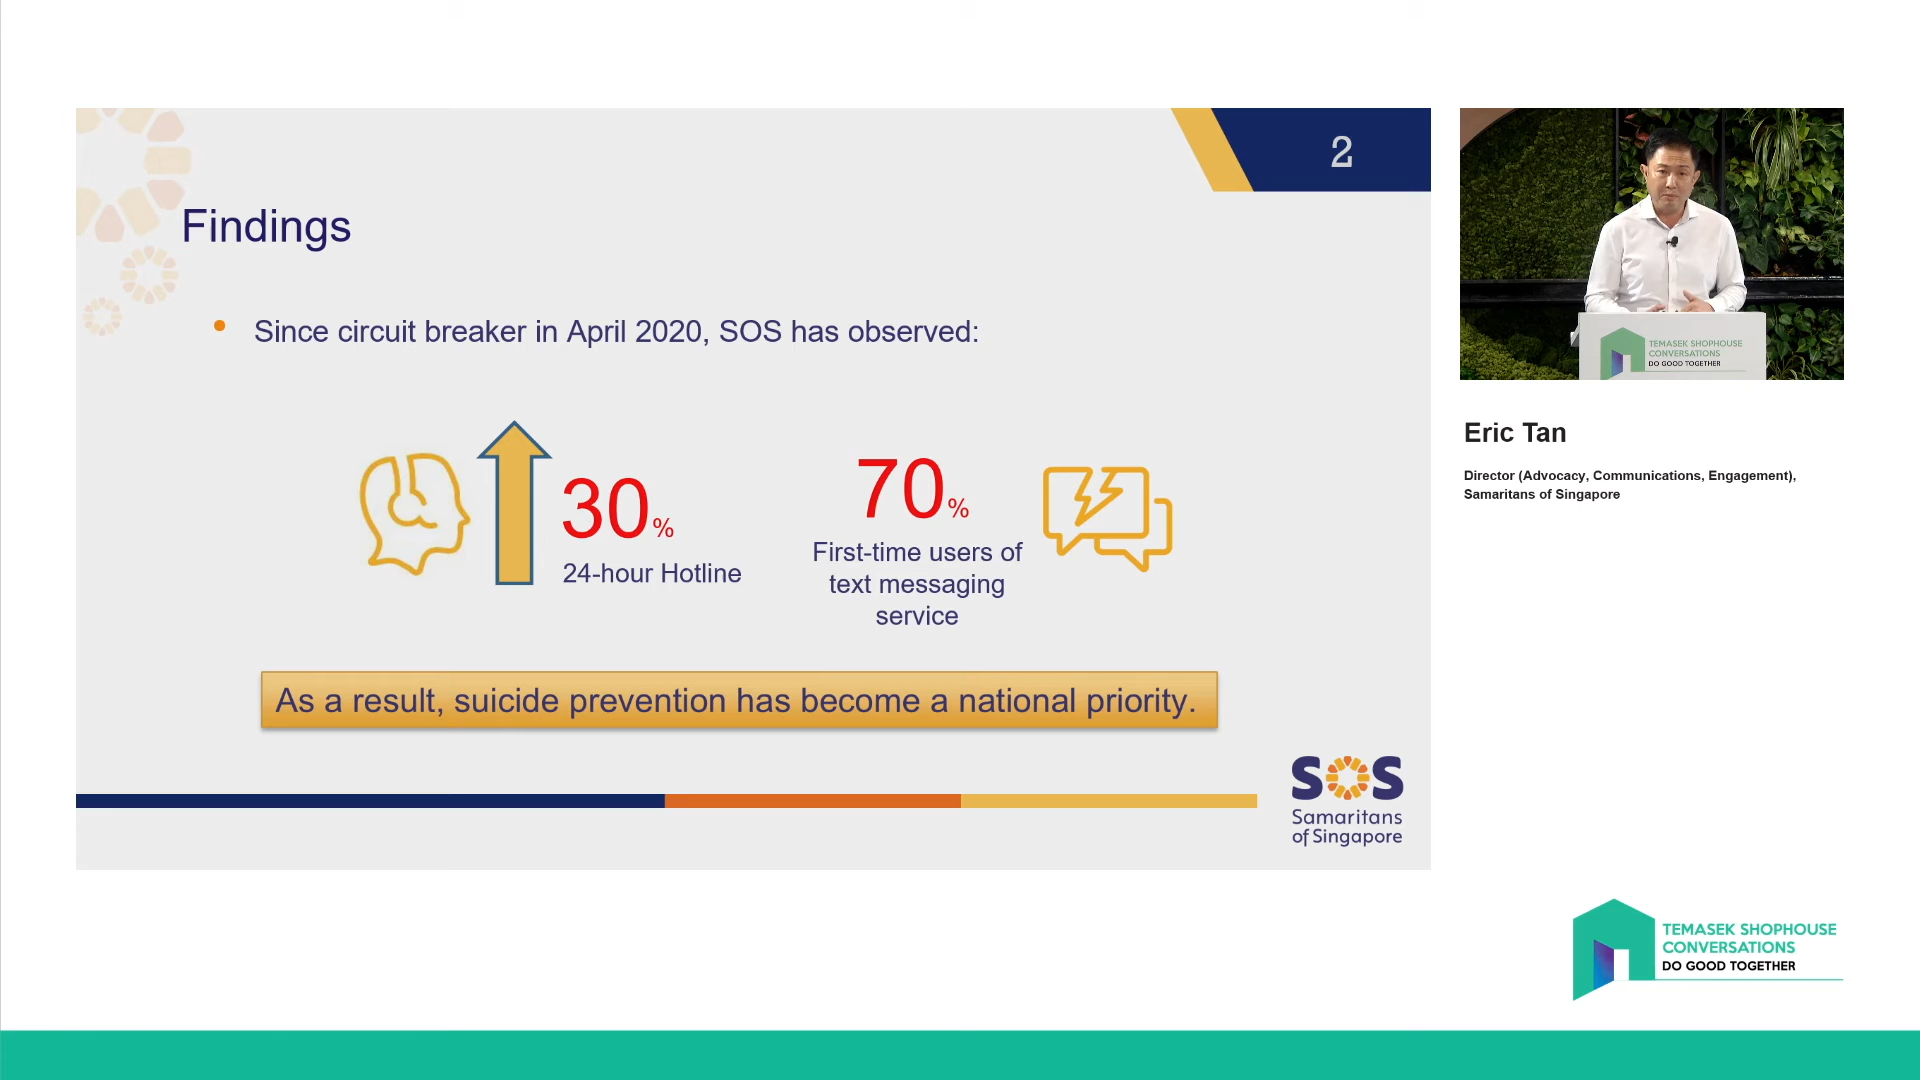 2
Findings
• Since circuit breaker in April 2020, SOS has observed:
30%
24-hour Hotline
70%
First-time users of
text messaging
service
As a result, suicide prevention has become a national priority.
SOS
Samaritans
of Singapore
TEMASEK SHOPHOUSE
CONVERSATIONS
DO GOOD TOGETHER
Eric Tan
Director (Advocacy, Communications, Engagement),
Samaritans of Singapore
TEMASEK SHOPHOUSE
CONVERSATIONS
DO GOOD TOGETHER